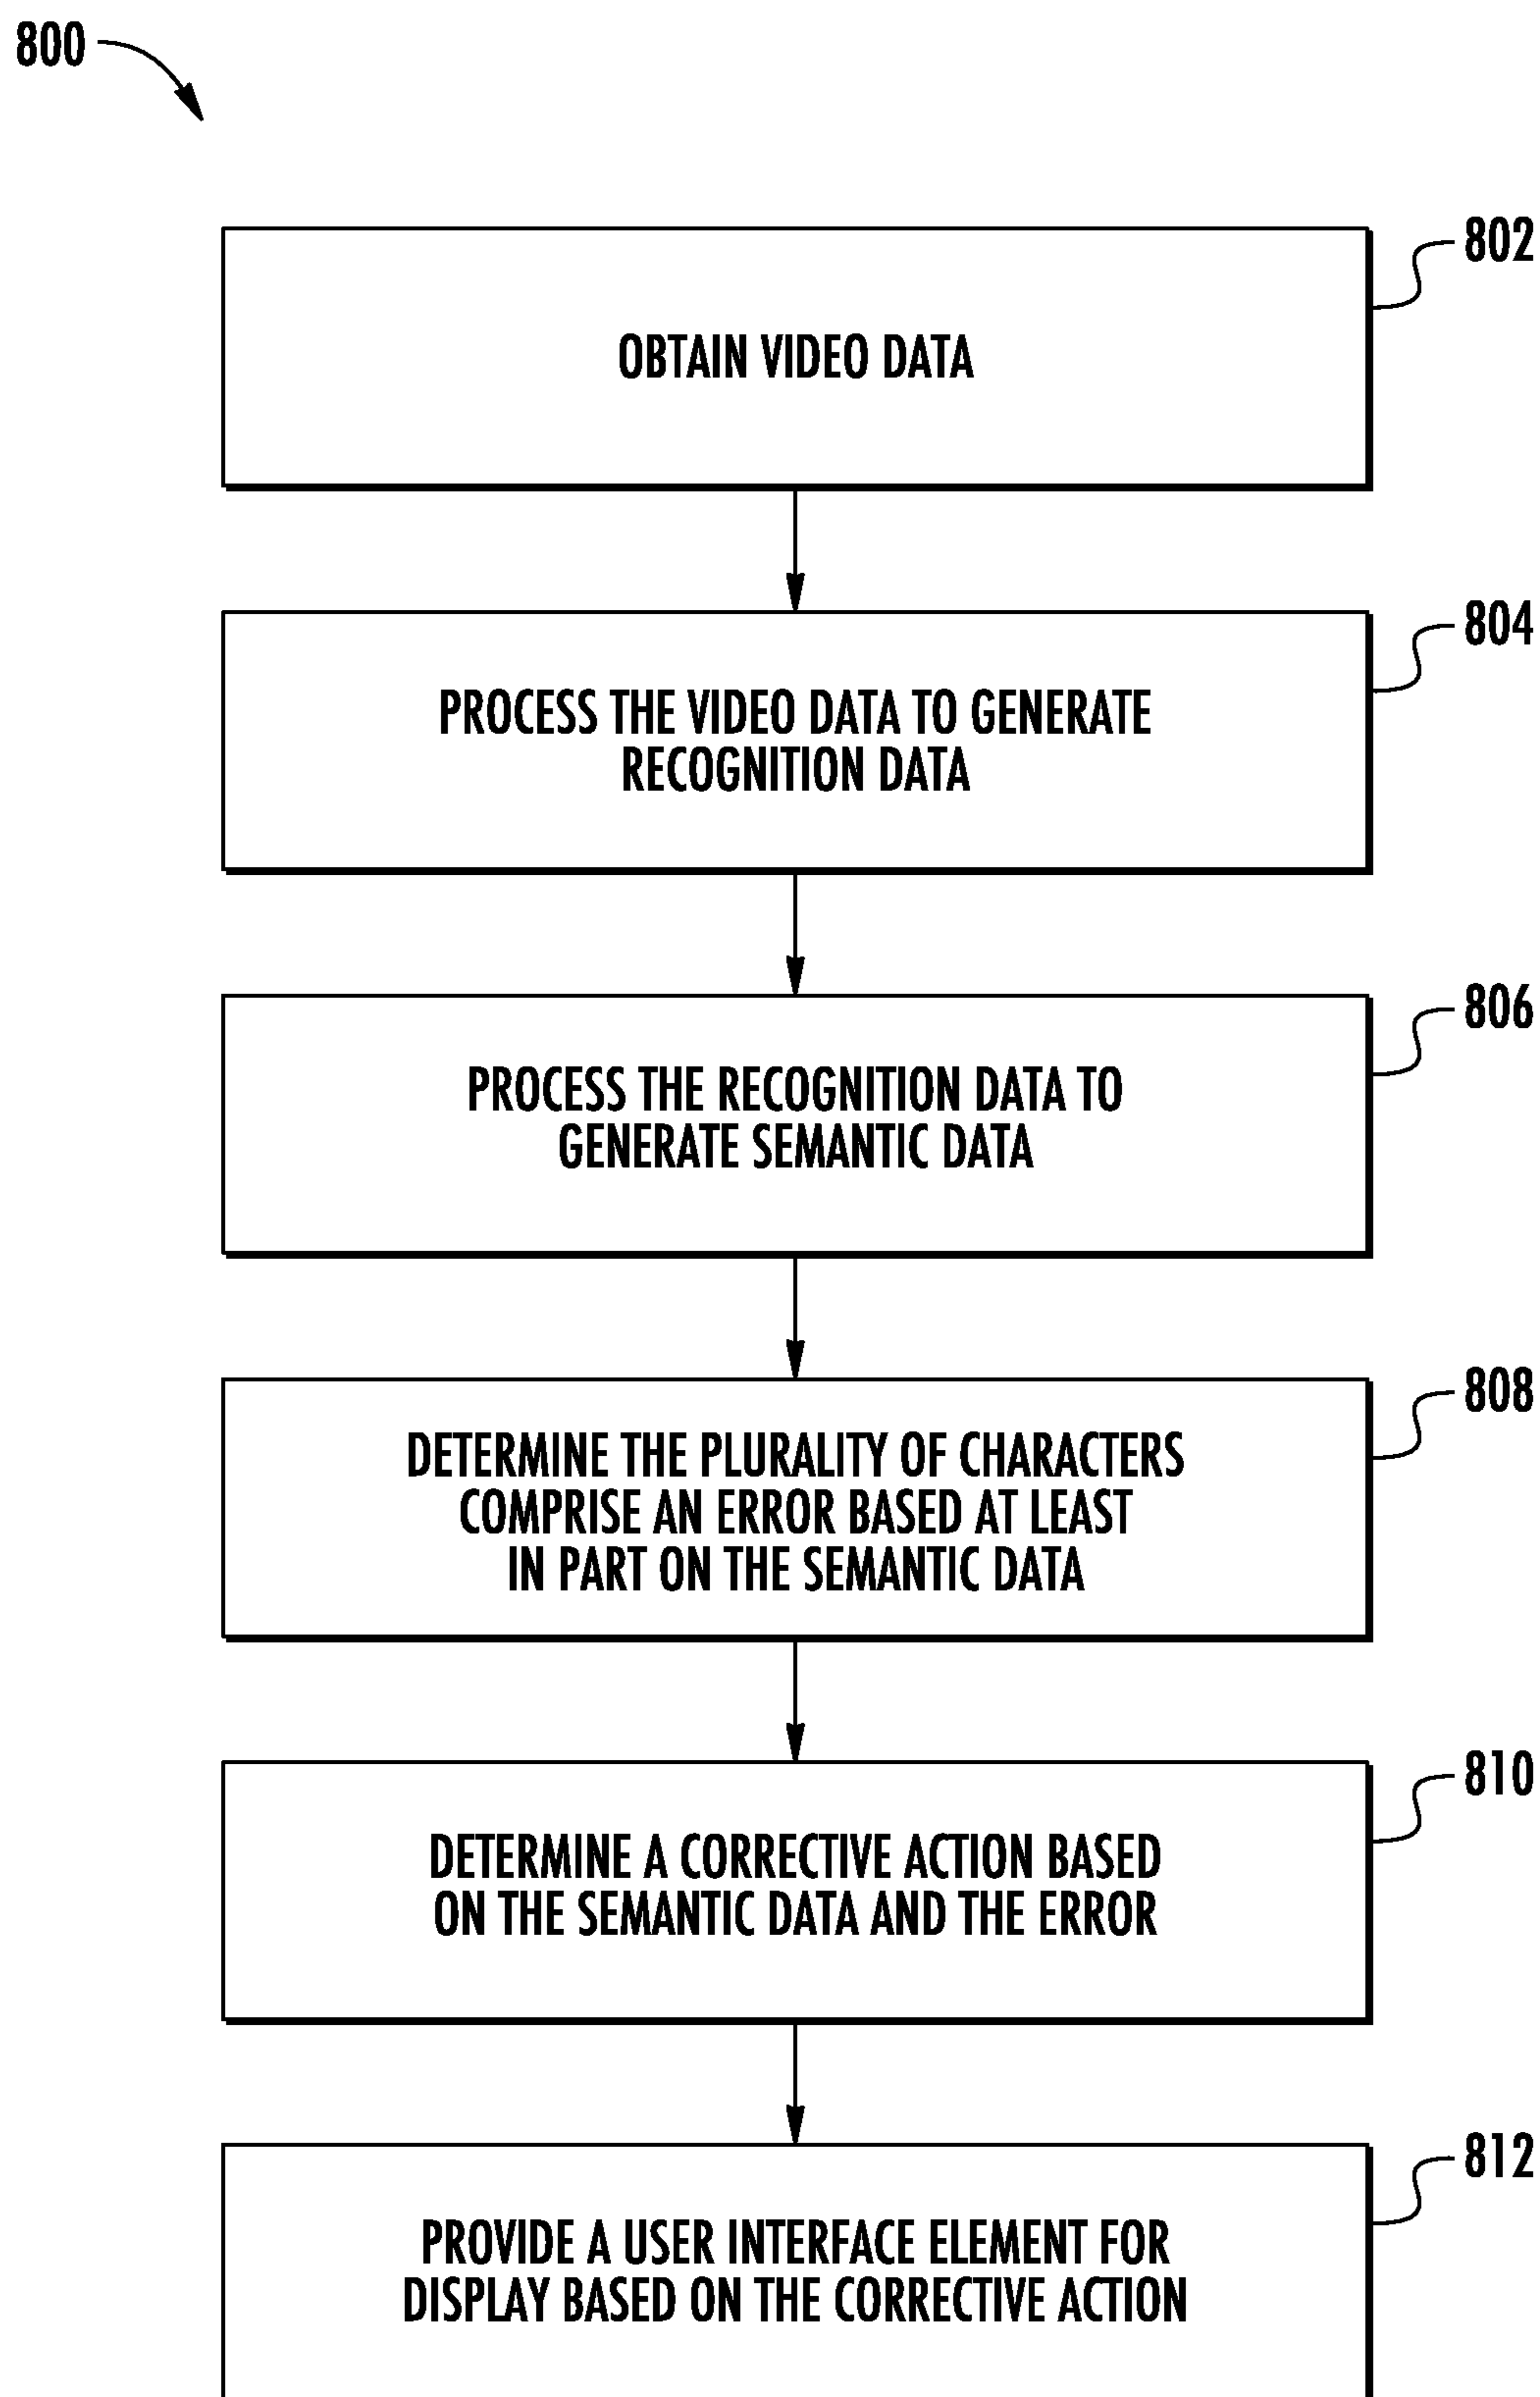 800
802
OBTAIN VIDEO DATA
804
PROCESS THE VIDEO DATA TO GENERATE
RECOGNITION DATA
806
PROCESS THE RECOGNITION DATA TO
GENERATE SEMANTIC DATA
808
DETERMINE THE PLURALITY OF CHARACTERS
COMPRISE AN ERROR BASED AT LEAST
IN PART ON THE SEMANTIC DATA
810
DETERMINE A CORRECTIVE ACTION BASED
ON THE SEMANTIC DATA AND THE ERROR
812
PROVIDE A USER INTERFACE ELEMENT FOR
DISPLAY BASED ON THE CORRECTIVE ACTION